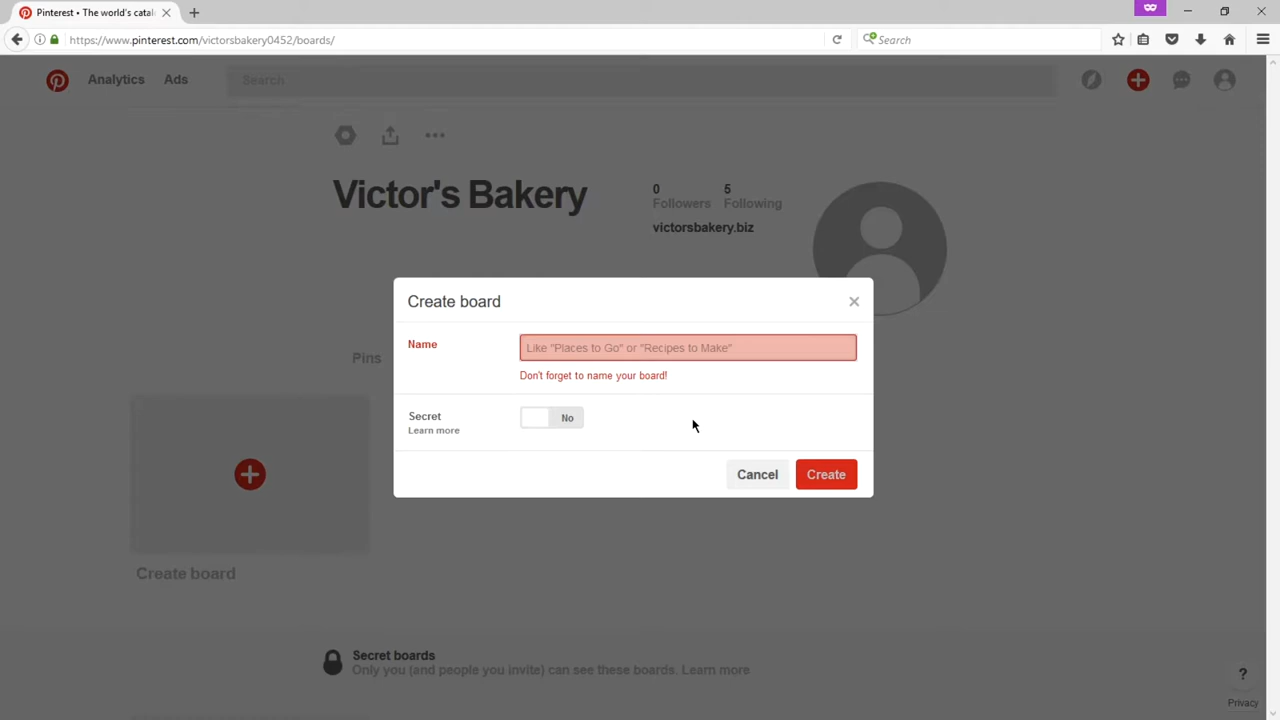 Pinterest • The world's catal
https://www.pinterest.com/victorsbakery0452/boards/
Search
Analytics Ads Search
Victor's Bakery
0 5
Followers Following
victorsbakery.biz
Create board
Name Like "Places to Go" or "Recipes to Make"
Don't forget to name your board!
Pins
Secret No
Learn more
Cancel Create
Create board
Secret boards
Only you (and people you invite) can see these boards. Learn more
?
Privacy